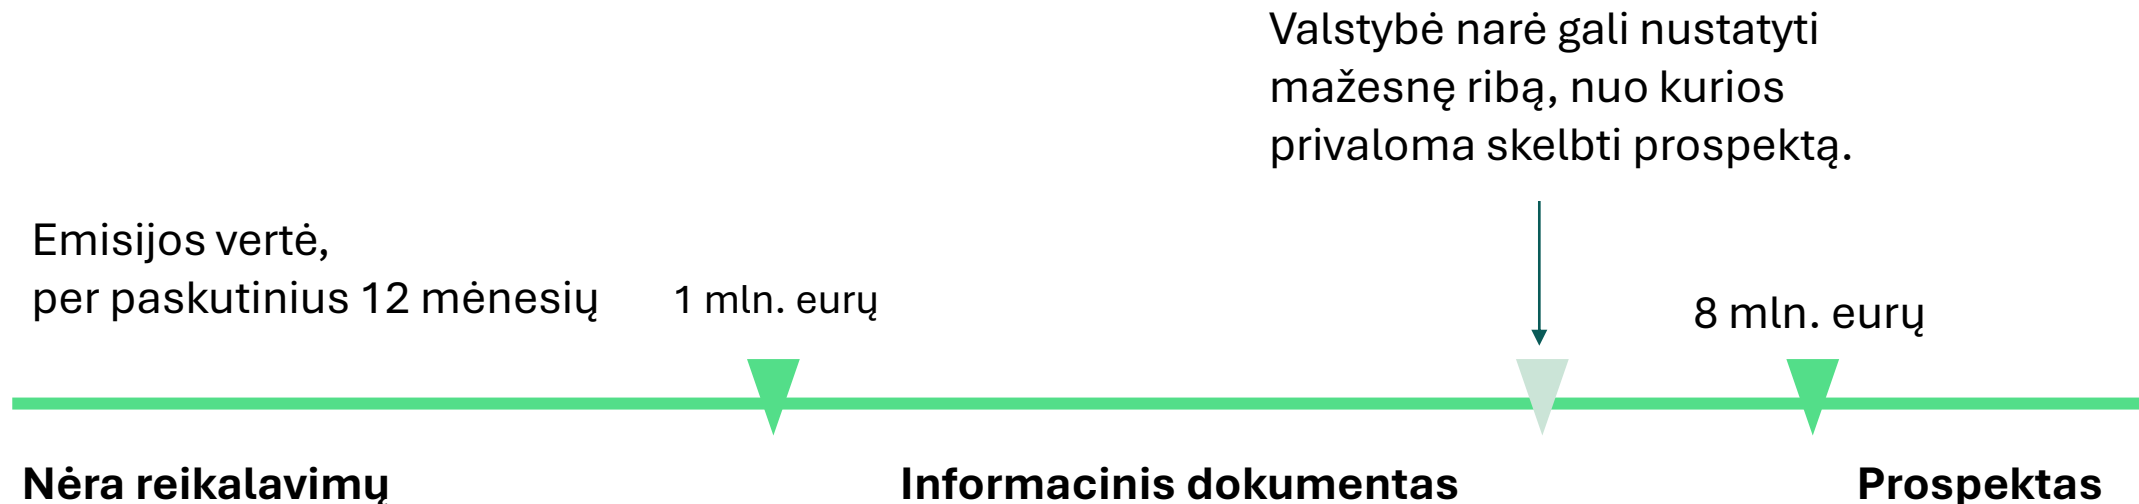 Valstybė narė gali nustatyti
mažesnę ribą, nuo kurios
privaloma skelbti prospektą.
Emisijos vertė,
per paskutinius 12 mėnesių
1 mln. eurų
8 mln. eurų
Nėra reikalavimų
Informacinis dokumentas
Prospektas